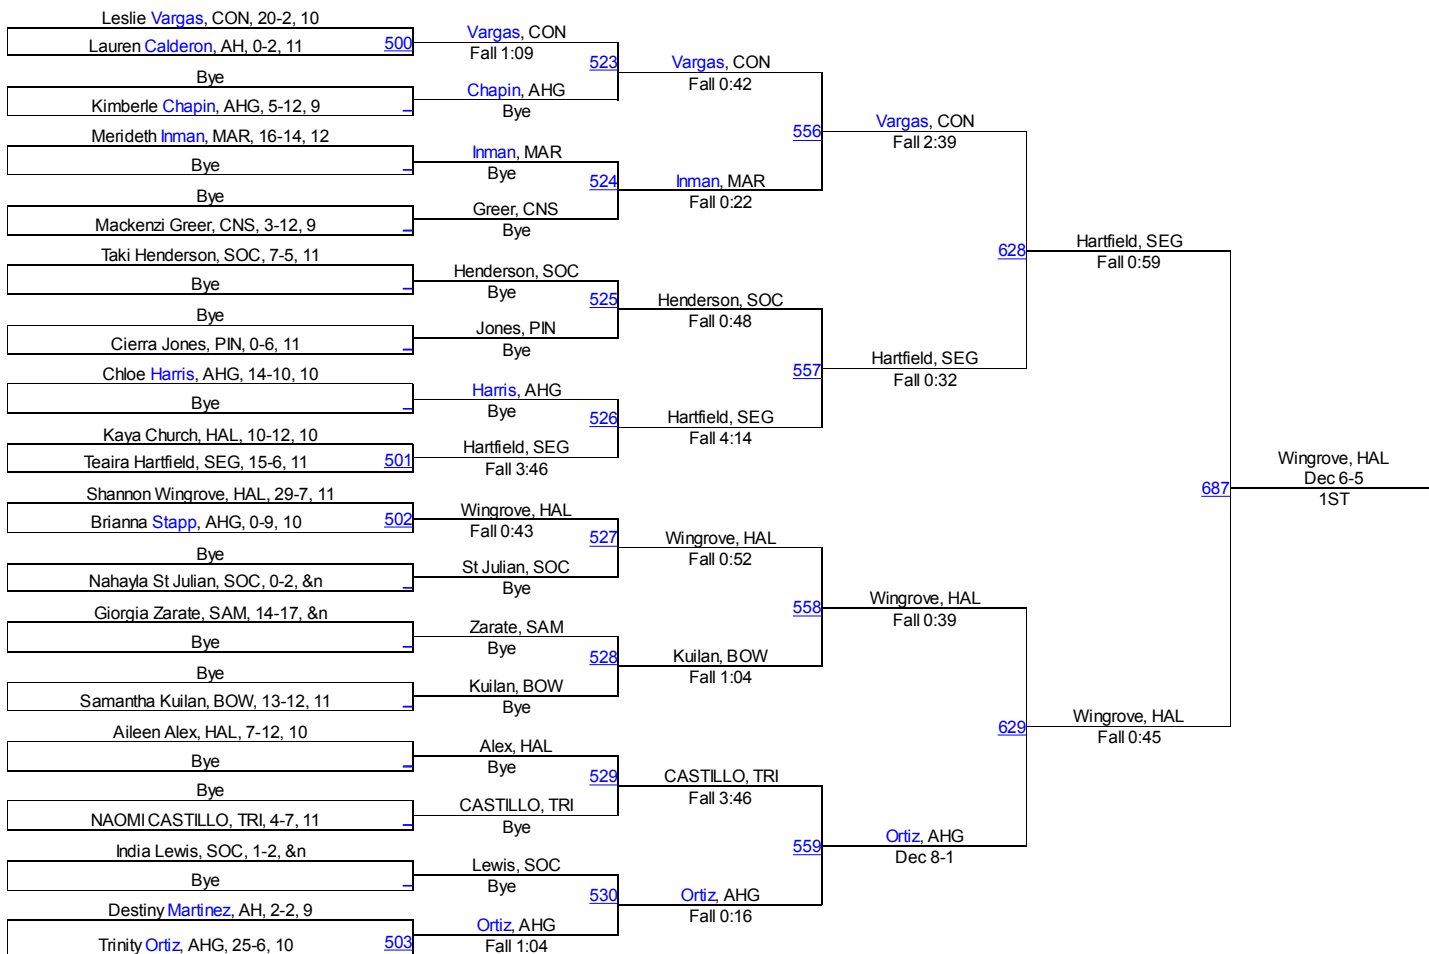 Leslie Vargas, CON, 20-2, 10
Lauren Calderon, AH, 0-2, 11
500
Bye
Kimberle Chapin, AHG, 5-12, 9
Merideth Inman, MAR, 16-14, 12
Bye
Bye
Mackenzi Greer, CNS, 3-12, 9
Taki Henderson, SOC, 7-5, 11
Bye
Bye
Cierra Jones, PIN, 0-6, 11
Chloe Harris, AHG, 14-10, 10
Bye
Kaya Church, HAL, 10-12, 10
Teaira Hartfield, SEG, 15-6, 11
501
Shannon Wingrove, HAL, 29-7, 11
Brianna Stapp, AHG, 0-9, 10
502
Bye
Nahayla St Julian, SOC, 0-2, &n
Giorgia Zarate, SAM, 14-17, &n
Bye
Bye
Samantha Kuilan, BOW, 13-12, 11
Aileen Alex, HAL, 7-12, 10
Bye
Bye
NAOMI CASTILLO, TRI, 4-7, 11
India Lewis, SOC, 1-2, &n
Bye
Destiny Martinez, AH, 2-2, 9
Trinity Ortiz, AHG, 25-6, 10
503
Vargas, CON
Fall 1:09
523
Chapin, AHG
Bye
Inman, MAR
Bye
524
Greer, CNS
Bye
Henderson, SOC
Bye
525
Jones, PIN
Bye
Harris, AHG
Bye
526
Hartfield, SEG
Fall 3:46
Wingrove, HAL
Fall 0:43
527
St Julian, SOC
Bye
Zarate, SAM
Bye
528
Kuilan, BOW
Bye
Alex, HAL
Bye
529
CASTILLO, TRI
Bye
Lewis, SOC
Bye
530
Ortiz, AHG
Fall 1:04
Vargas, CON
Fall 0:42
556
Inman, MAR
Fall 0:22
Henderson, SOC
Fall 0:48
557
Hartfield, SEG
Fall 4:14
Wingrove, HAL
Fall 0:52
558
Kuilan, BOW
Fall 1:04
CASTILLO, TRI
Fall 3:46
559
Ortiz, AHG
Fall 0:16
Vargas, CON
Fall 2:39
628
Hartfield, SEG
Fall 0:32
Wingrove, HAL
Fall 0:39
629
Ortiz, AHG
Dec 8-1
Hartfield, SEG
Fall 0:59
687
Wingrove, HAL
Fall 0:45
Wingrove, HAL
Dec 6-5
1ST